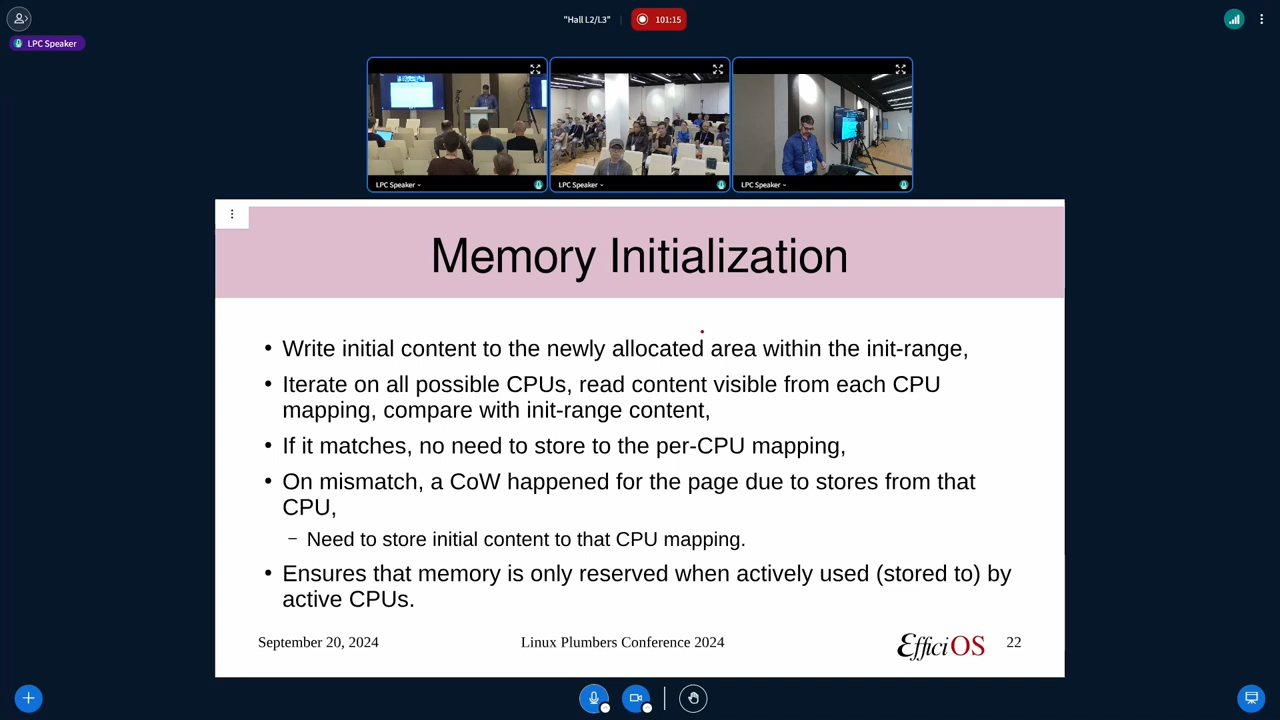 "Hall L2/L3"
101:15
LPC Speaker
LPC Speaker
LPC Speaker
LPC Speaker
Memory Initialization
• Write initial content to the newly allocated area within the init-range,
• Iterate on all possible CPUs, read content visible from each CPU
mapping, compare with init-range content,
• If it matches, no need to store to the per-CPU mapping,
• On mismatch, a CoW happened for the page due to stores from that
CPU,
– Need to store initial content to that CPU mapping.
• Ensures that memory is only reserved when actively used (stored to) by
active CPUs.
September 20, 2024
Linux Plumbers Conference 2024
EfficiOS
22